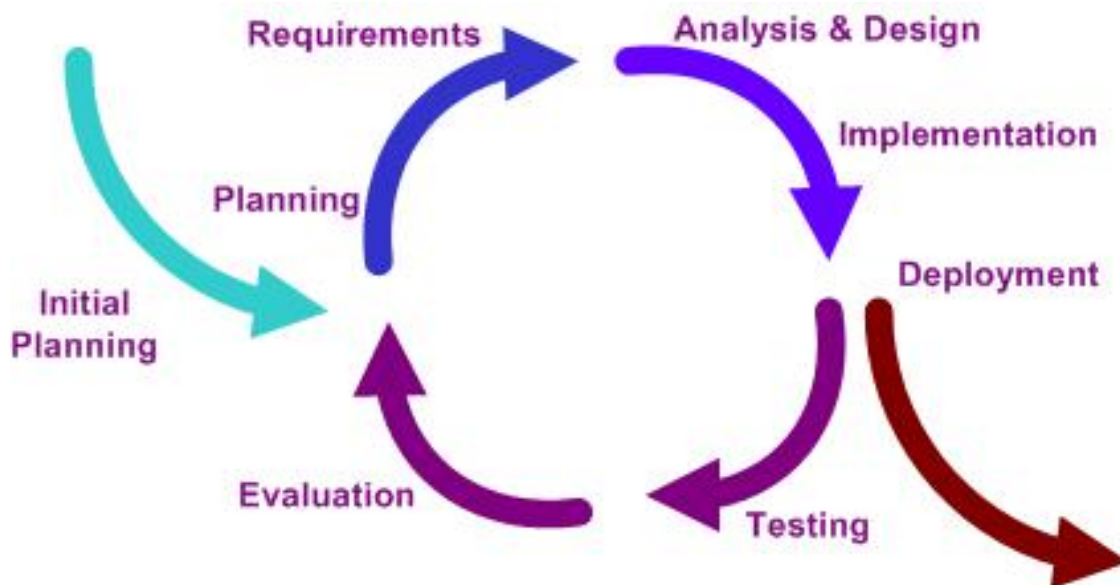 Requirements
Analysis & Design
Implementation
Planning
Deployment
Initial
Planning
Evaluation
Testing